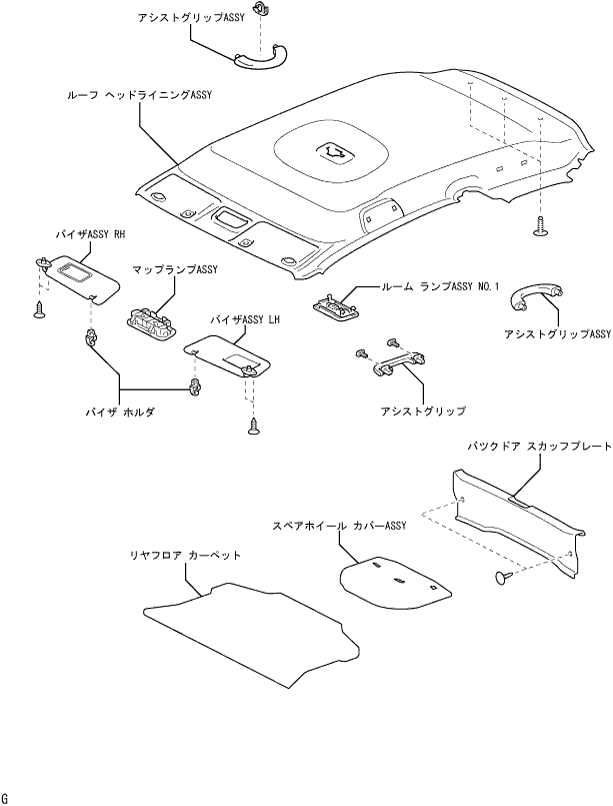 アシストグリップASSY
ルーフ ヘッドライニングASSY
バイザASSY RH
マップランプASSY
ルーム ランプASSY NO.1
バイザASSY LH
アシストグリップASSY
バイザ ホルダ
アシストグリップ
バックドア スカッフプレート
スペアホイール カバーASSY
リヤフロア カーペット
G